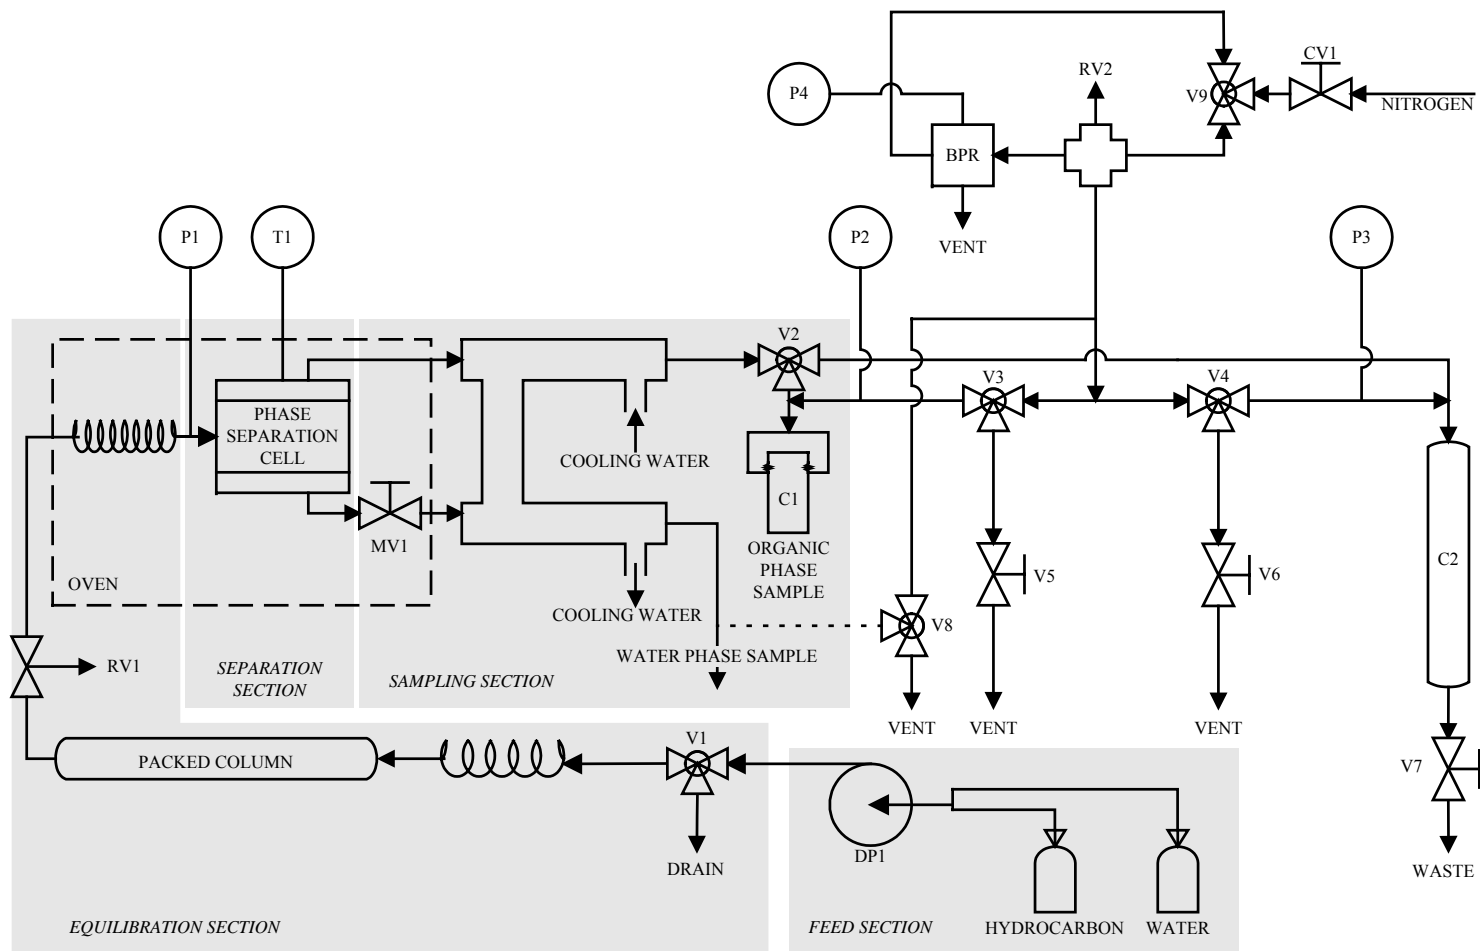 CV1
RV2
P4
V9
NITROGEN
BPR
VENT
P1
T1
P2
P3
V2
V3
V4
PHASE
SEPARATION
CELL
COOLING WATER
C1
MV1
ORGANIC
PHASE
SAMPLE
V5
V6
C2
OVEN
COOLING WATER
V8
WATER PHASE SAMPLE
RV1
SEPARATION
SECTION
SAMPLING SECTION
VENT
VENT
VENT
V1
PACKED COLUMN
V7
DP1
DRAIN
WASTE
EQUILIBRATION SECTION
FEED SECTION
HYDROCARBON
WATER